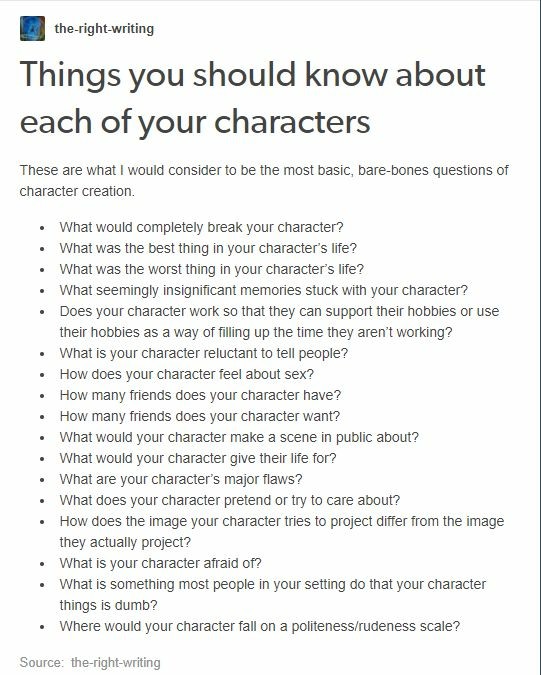 the-right-writing
Things you should know about
each of your characters
These are what I would consider to be the most basic, bare-bones questions of
character creation.
• What would completely break your character?
• What was the best thing in your character's life?
• What was the worst thing in your character's life?
• What seemingly insignificant memories stuck with your character?
• Does your character work so that they can support their hobbies or use
their hobbies as a way of filling up the time they aren't working?
• What is your character reluctant to tell people?
• How does your character feel about sex?
• How many friends does your character have?
• How many friends does your character want?
• What would your character make a scene in public about?
• What would your character give their life for?
• What are your character's major flaws?
• What does your character pretend or try to care about?
• How does the image your character tries to project differ from the image
they actually project?
• What is your character afraid of?
• What is something most people in your setting do that your character
things is dumb?
• Where would your character fall on a politeness/rudeness scale?
Source: the-right-writing